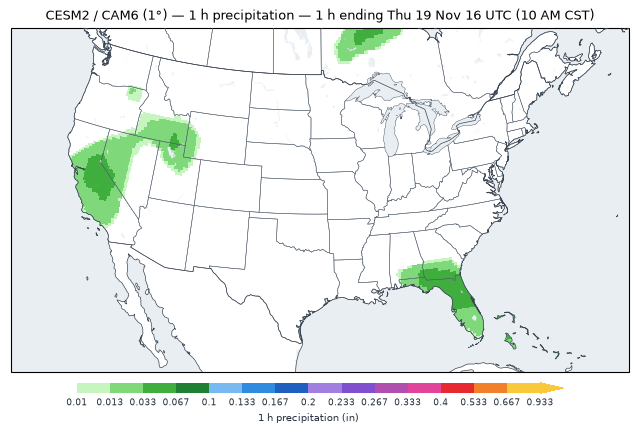 CESM2 / CAM6 (1°) — 1 h precipitation — 1 h ending Thu 19 Nov 16 UTC (10 AM CST)
0.01 0.013 0.033 0.067 0.1 0.133 0.167 0.2 0.233 0.267 0.333 0.4 0.533 0.667 0.933
1 h precipitation (in)